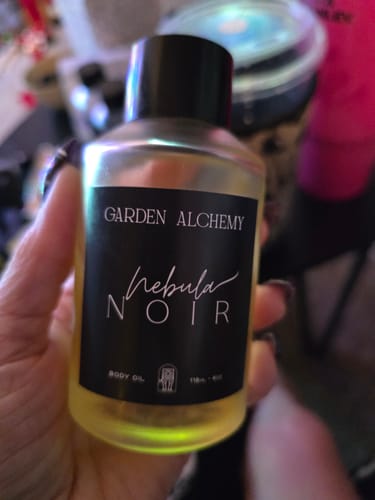 GARDEN ALCHEMY
Nebula
NOIR
BODY OIL